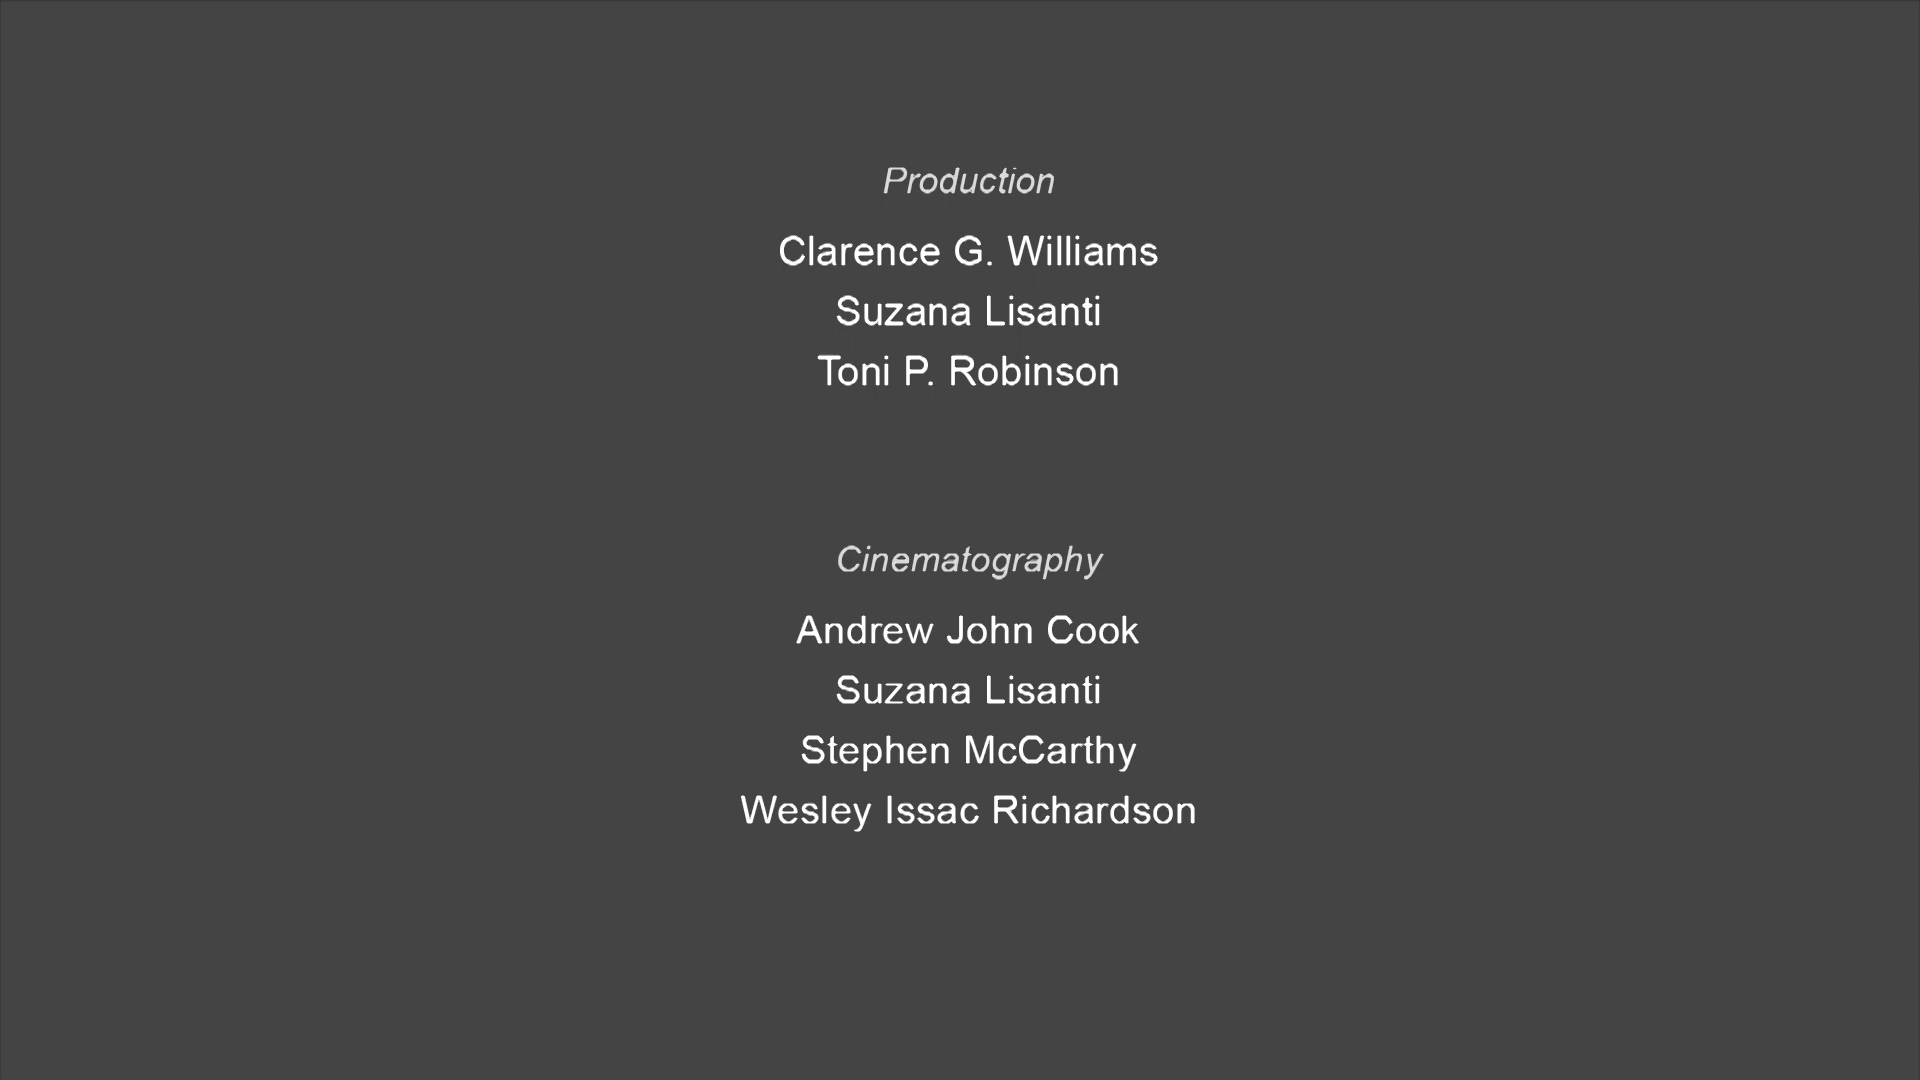 Production
Clarence G. Williams
Suzana Lisanti
Toni P. Robinson
Cinematography
Andrew John Cook
Suzana Lisanti
Stephen McCarthy
Wesley Issac Richardson